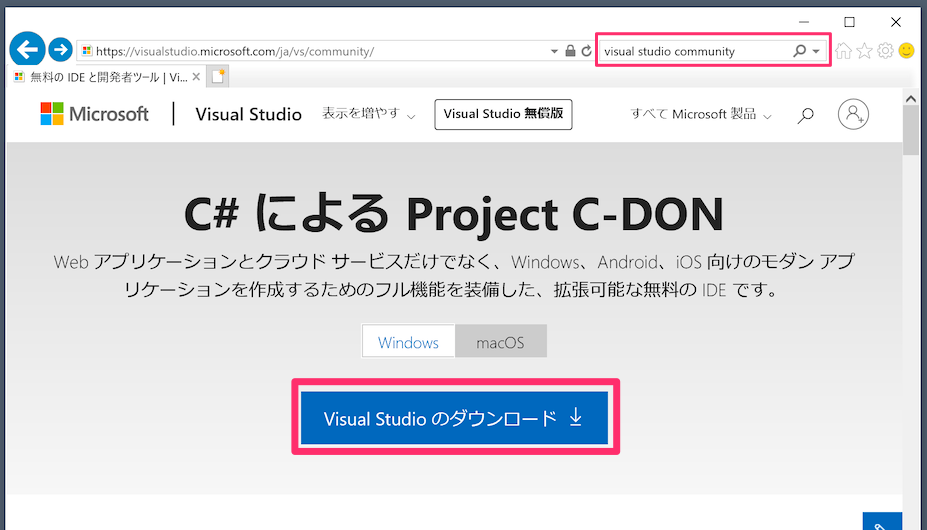 https://visualstudio.microsoft.com/ja/vs/community/
visual studio community
無料の IDE と開発者ツール | Vi...
Microsoft
Visual Studio
表示を増やす
Visual Studio 無償版
すべて Microsoft 製品
C# による Project C-DON
Web アプリケーションとクラウド サービスだけでなく、Windows、Android、iOS 向けのモダン アプ
リケーションを作成するためのフル機能を装備した、拡張可能な無料の IDE です。
Windows
macOS
Visual Studio のダウンロード